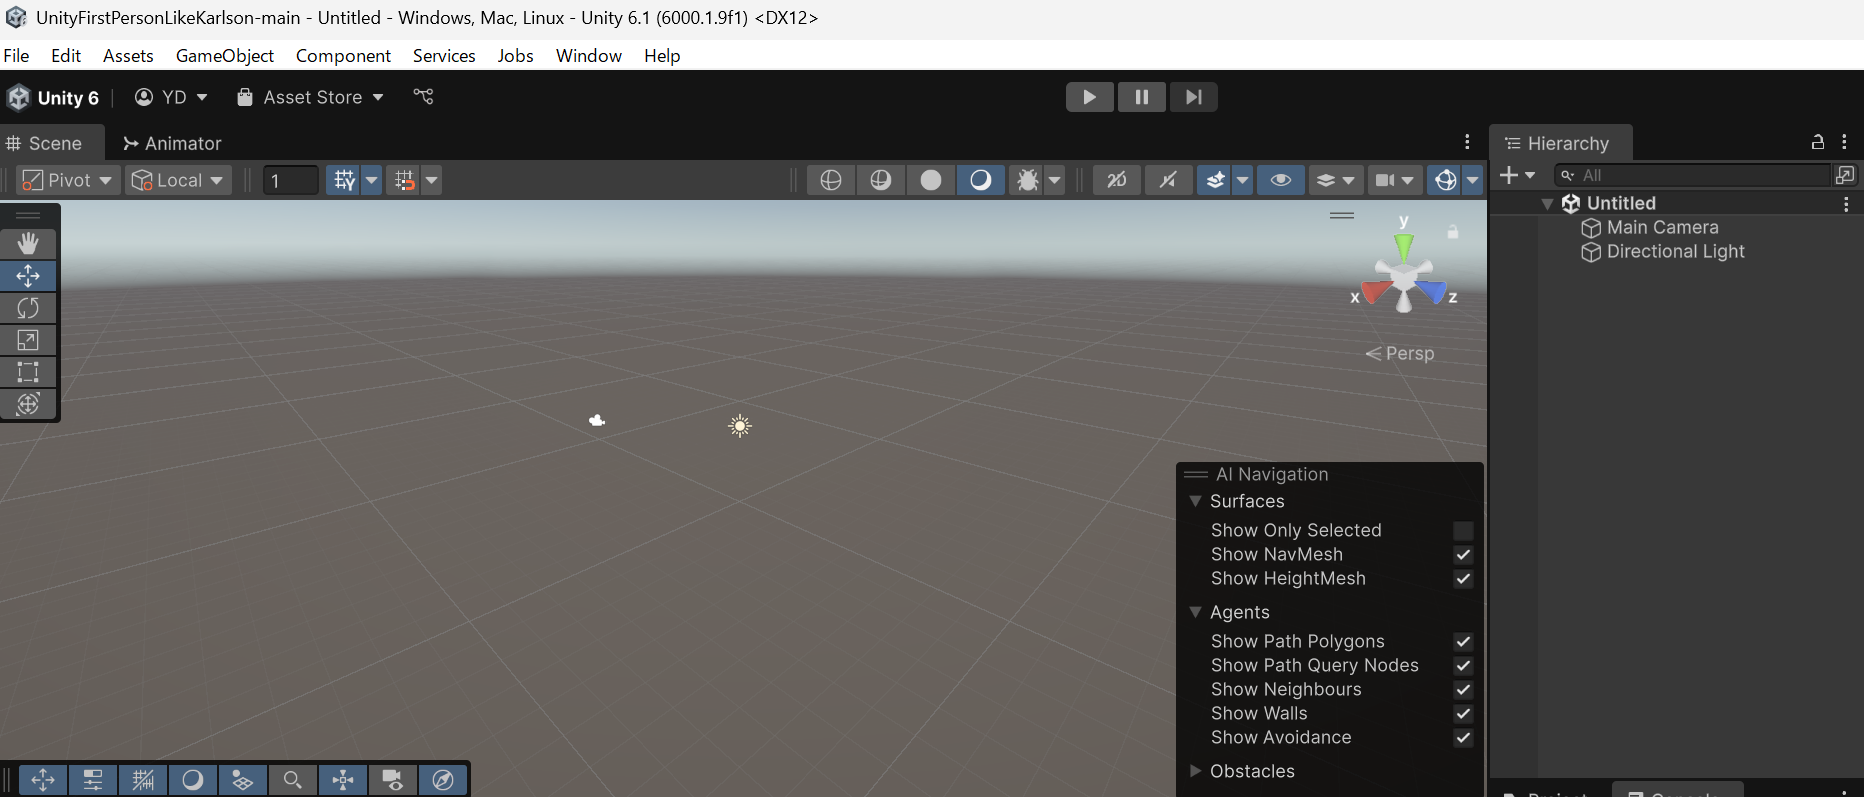 UnityFirstPersonLikeKarlson-main - Untitled - Windows, Mac, Linux - Unity 6.1 (6000.1.9f1) <DX12>
File Edit Assets GameObject Component Services Jobs Window Help
Unity 6 YD Asset Store
Scene Animator
Hierarchy
Pivot Local 1 2D
All
Untitled
Main Camera
Directional Light
y
x z
Persp
AI Navigation
Surfaces
Show Only Selected
Show NavMesh
Show HeightMesh
Agents
Show Path Polygons
Show Path Query Nodes
Show Neighbours
Show Walls
Show Avoidance
Obstacles
Project Console